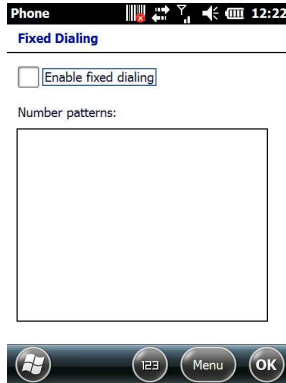 Phone 12:22
Fixed Dialing
Enable fixed dialing
Number patterns:
123 Menu OK